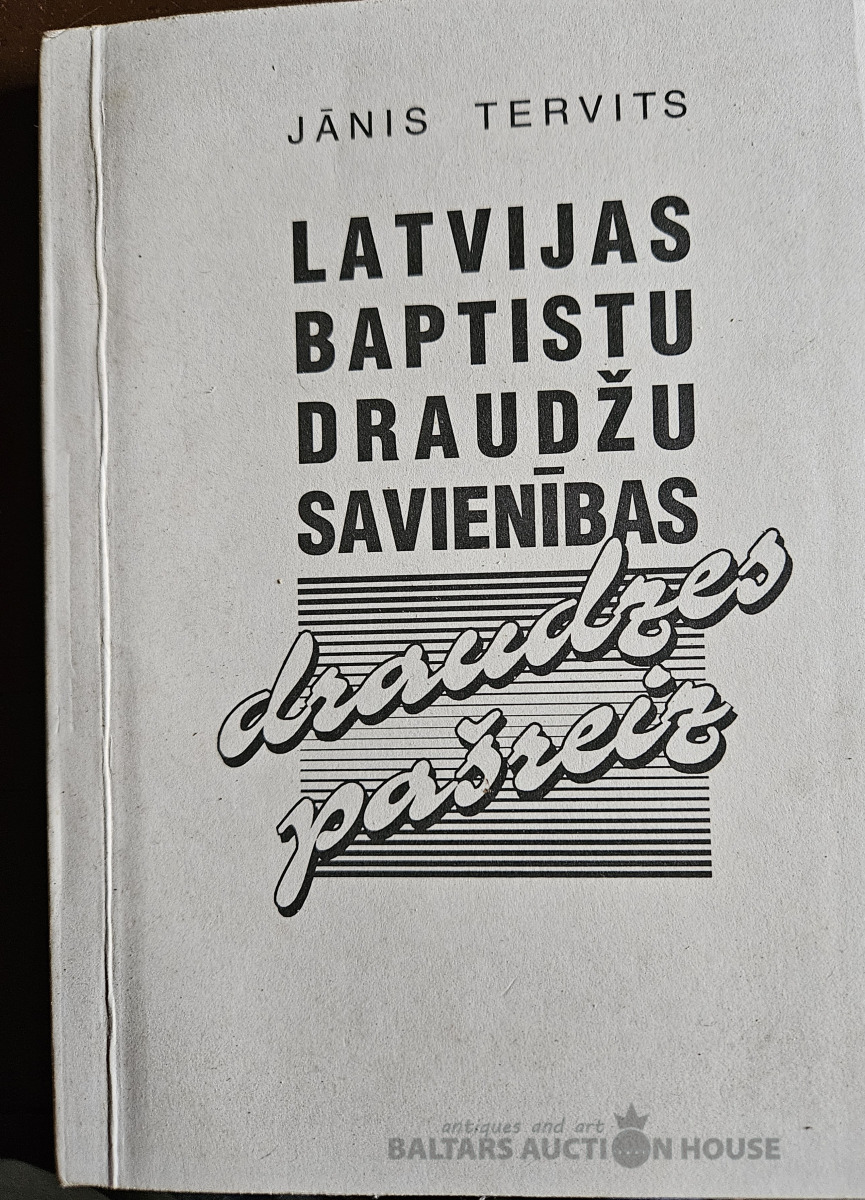 JĀNIS TERVITS
LATVIJAS
BAPTISTU
DRAUDŽU
SAVIENĪBAS
draudzes
pašreiz
antiques and art
BALTARS AUCTION HOUSE